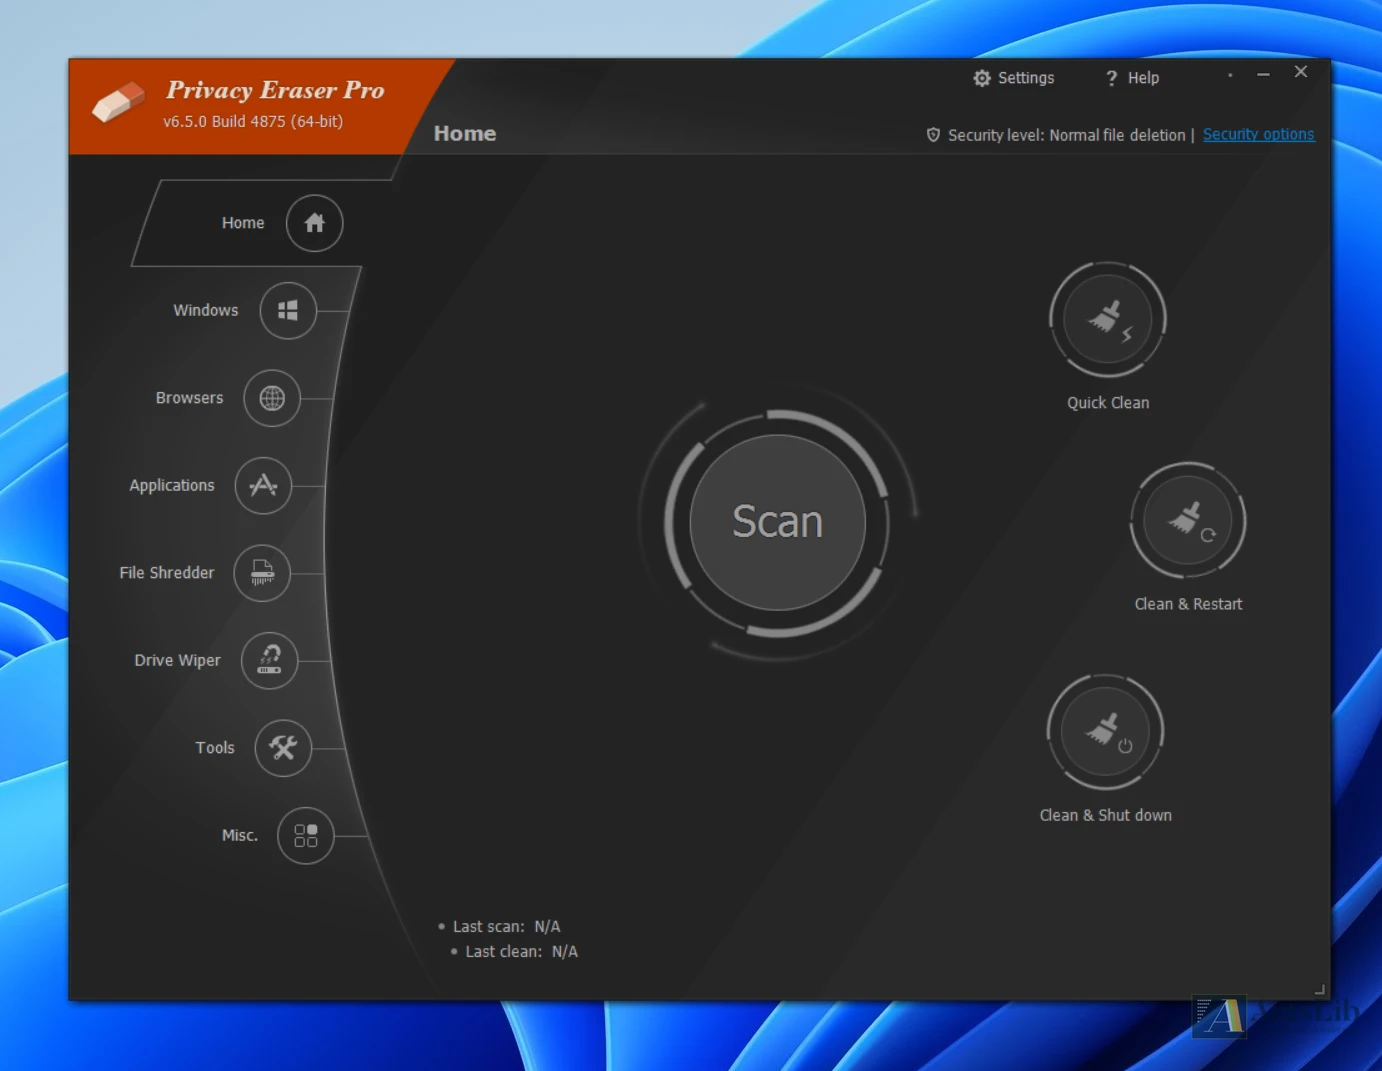 Privacy Eraser Pro
v6.5.0 Build 4875 (64-bit)
Settings
? Help
Home
Security level: Normal file deletion | Security options
Home
Windows
Browsers
Applications
File Shredder
Drive Wiper
Tools
Misc.
Scan
Quick Clean
Clean & Restart
Clean & Shut down
Last scan: N/A
Last clean: N/A